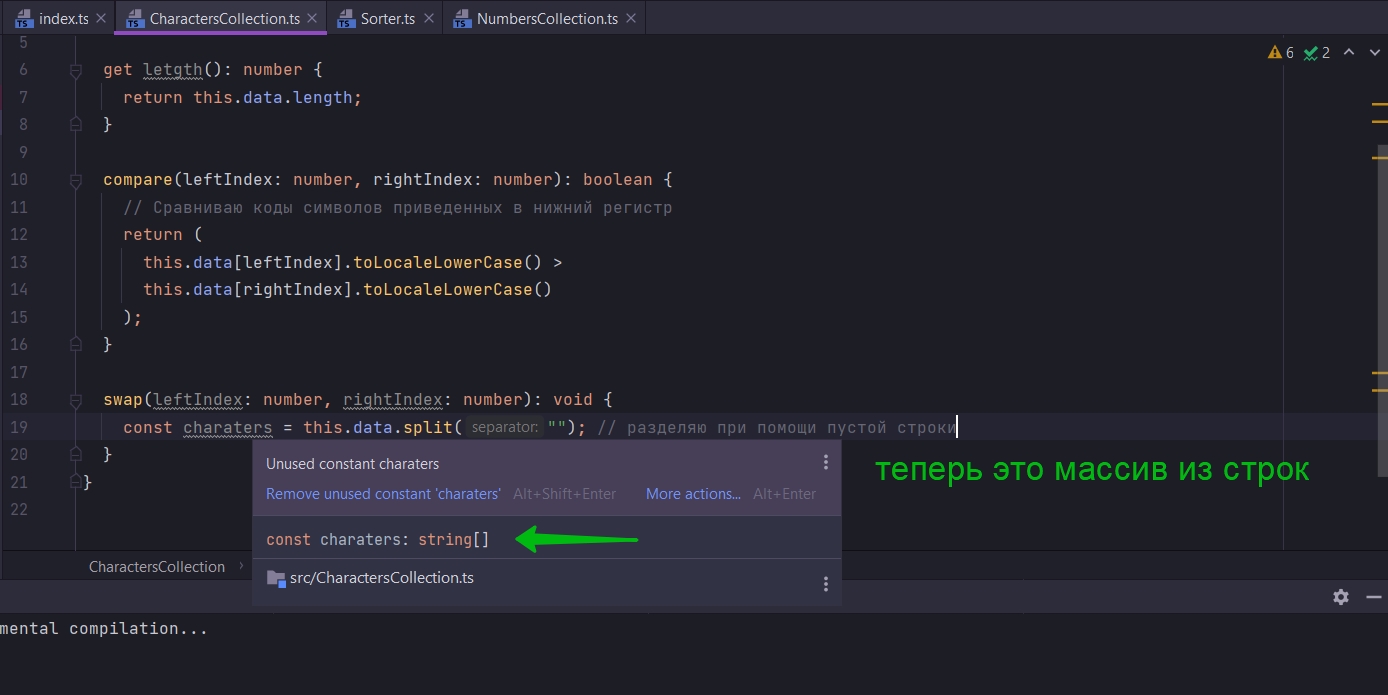 index.ts CharactersCollection.ts Sorter.ts NumbersCollection.ts
5
6 get letgth(): number { 6 2
7 return this.data.length;
8 }
9
10 compare(leftIndex: number, rightIndex: number): boolean {
11 // Сравниваю коды символов приведенных в нижний регистр
12 return (
13 this.data[leftIndex].toLocaleLowerCase() >
14 this.data[rightIndex].toLocaleLowerCase()
15 );
16 }
17
18 swap(leftIndex: number, rightIndex: number): void {
19 const charaters = this.data.split( separator: ""); // разделяю при помощи пустой строки
20 }
21 }
22
Unused constant charaters
теперь это массив из строк
Remove unused constant 'charaters' Alt+Shift+Enter More actions... Alt+Enter
const charaters: string[]
CharactersCollection
src/CharactersCollection.ts
mental compilation...